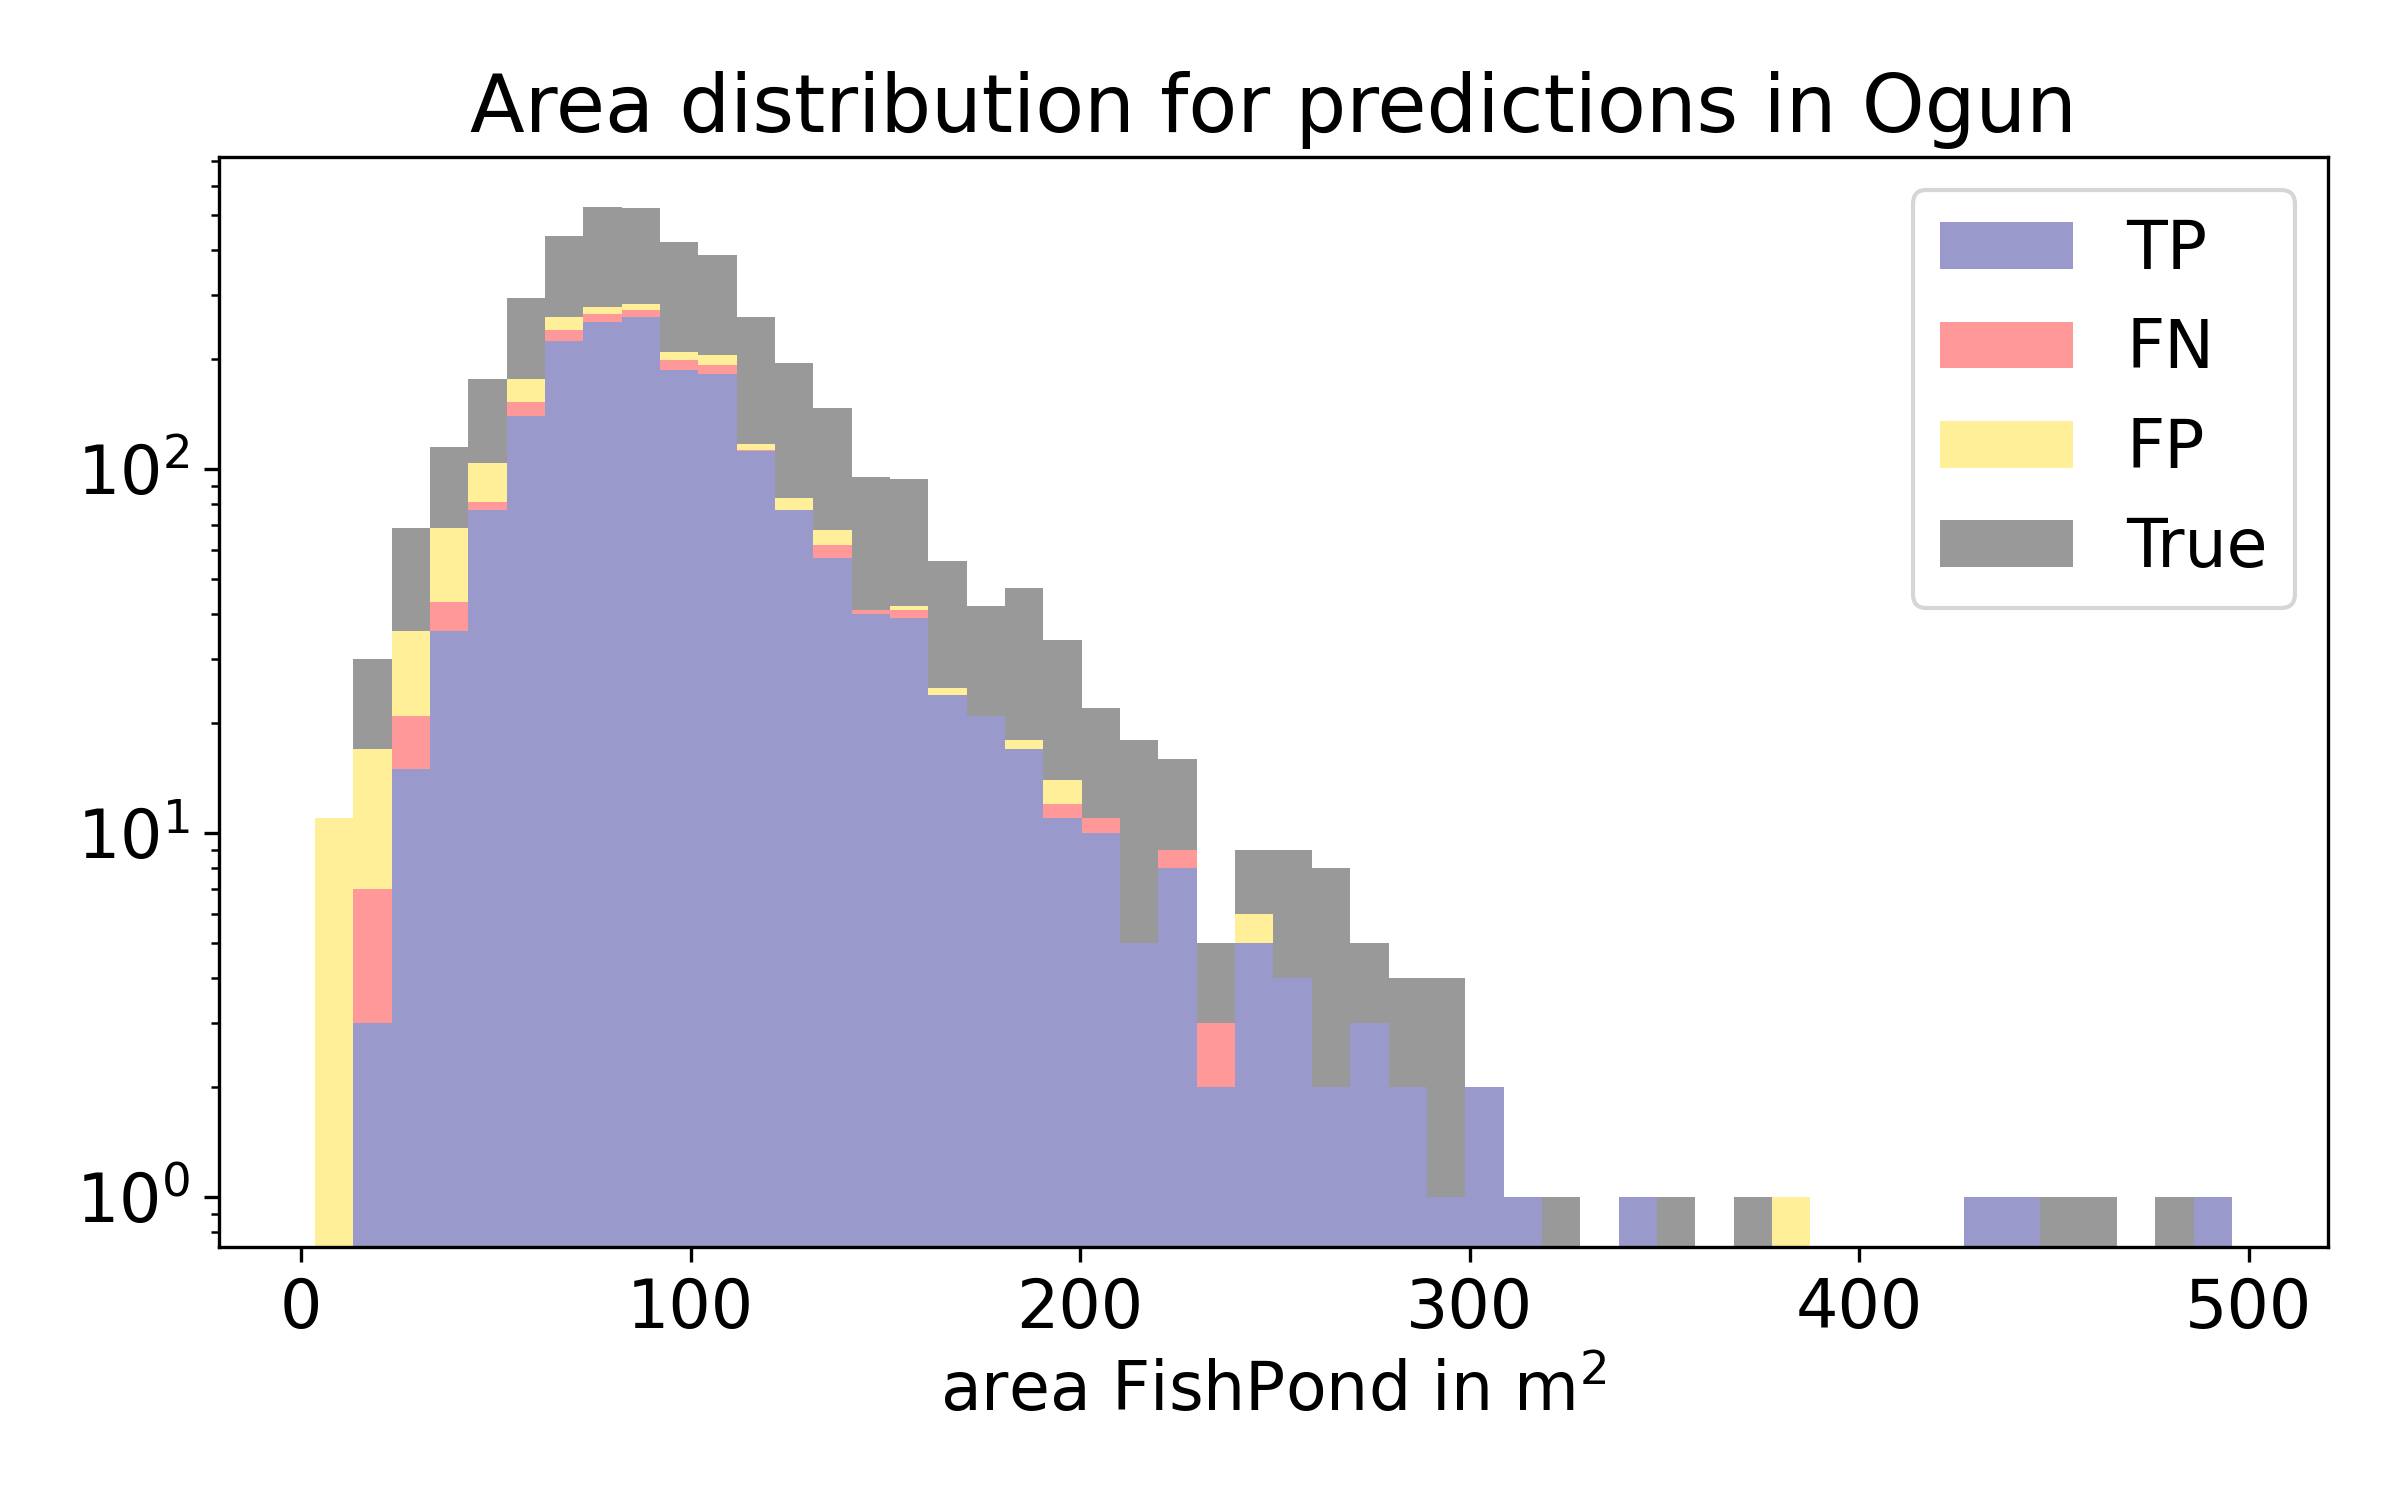 Area distribution for predictions in Ogun
TP
FN
FP
True
10²
10¹
10⁰
0 100 200 300 400 500
area FishPond in m²